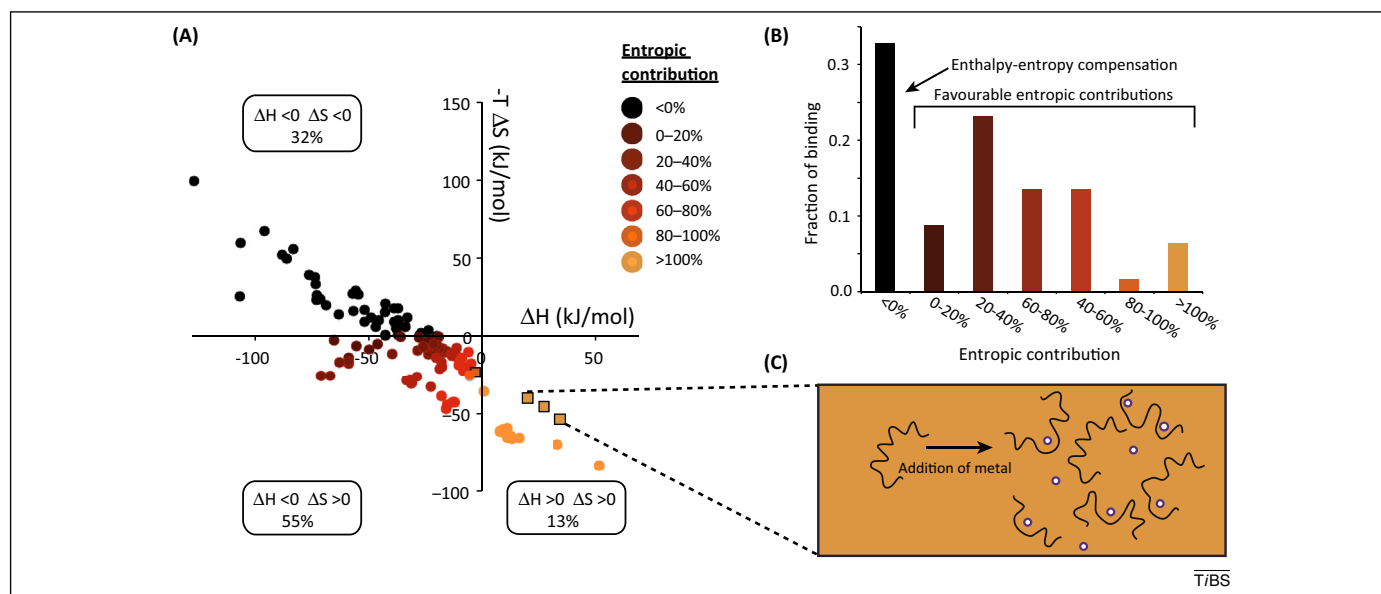 (A)
ΔH <0 ΔS <0
32%
-T ΔS (kJ/mol)
150
100
50
0
-100
-50
0
50
−50
−100
ΔH (kJ/mol)
ΔH <0 ΔS >0
55%
ΔH >0 ΔS >0
13%
Entropic
contribution
<0%
0–20%
20–40%
40–60%
60–80%
80–100%
>100%
(B)
Fraction of binding
0.3
0.2
0.1
0.0
Enthalpy-entropy compensation
Favourable entropic contributions
<0%
0-20%
20-40%
60-80%
40-60%
80-100%
>100%
Entropic contribution
(C)
Addition of metal
TiBS